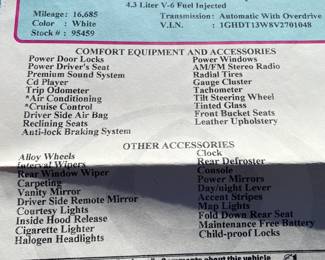 4.3 Liter V-6 Fuel Injected
Mileage: 16,685
Transmission: Automatic With Overdrive
Color : White
V.I.N. : 1GHDT13W8V2701048
Stock # : 95459
COMFORT EQUIPMENT AND ACCESSORIES
Power Door Locks
Power Driver's Seat
Premium Sound System
Cd Player
Trip Odometer
*Air Conditioning
*Cruise Control
Driver Side Air Bag
Reclining Seats
Anti-lock Braking System
Power Windows
AM/FM Stereo Radio
Radial Tires
Gauge Cluster
Tachometer
Tilt Steering Wheel
Tinted Glass
Front Bucket Seats
Leather Upholstery
OTHER ACCESSORIES
Alloy Wheels
Interval Wipers
Rear Window Wiper
Carpeting
Vanity Mirror
Driver Side Remote Mirror
Courtesy Lights
Inside Hood Release
Cigarette Lighter
Halogen Headlights
Clock
Rear Defroster
Console
Power Mirrors
Day/night Lever
Accent Stripes
Map Lights
Fold Down Rear Seat
Maintenance Free Battery
Child-proof Locks
about this vehicle